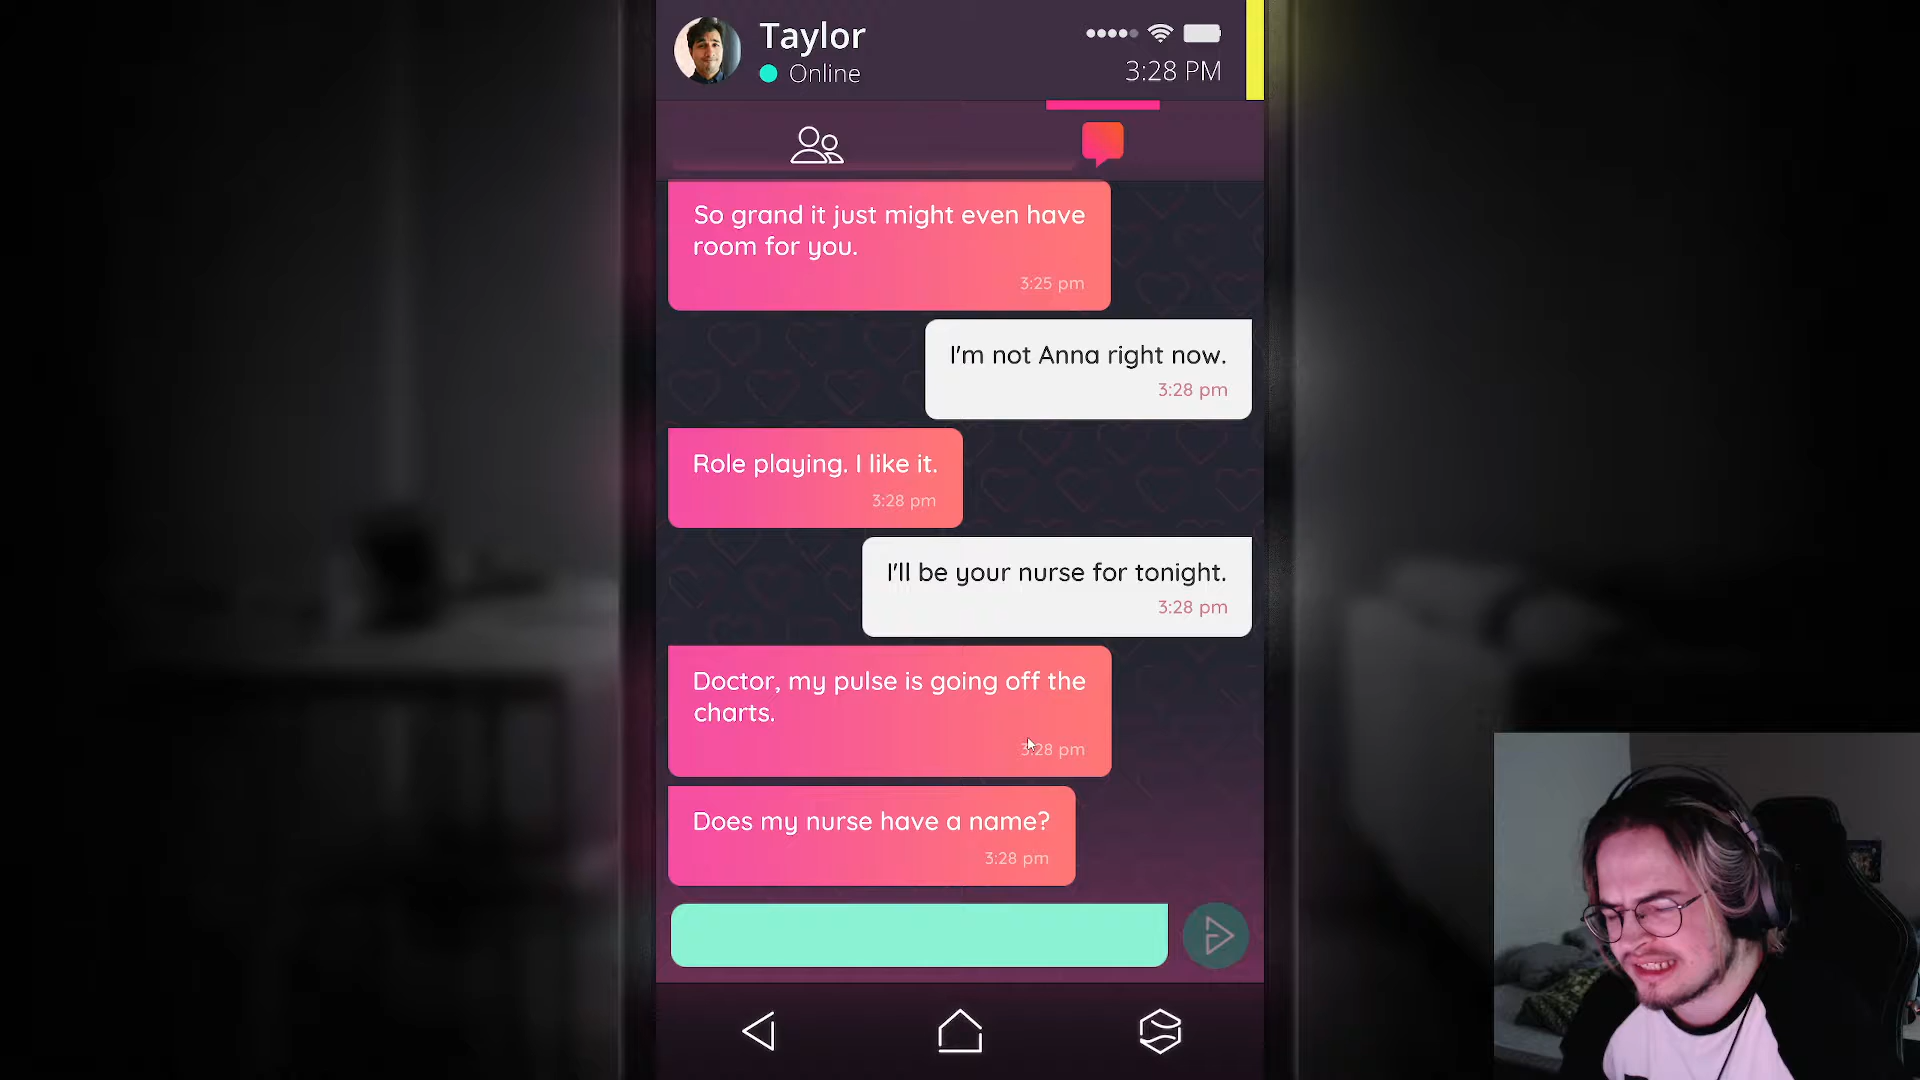 Taylor
Online
3:28 PM
So grand it just might even have
room for you.
3:25 pm
I'm not Anna right now.
3:28 pm
Role playing. I like it.
3:28 pm
I'll be your nurse for tonight.
3:28 pm
Doctor, my pulse is going off the
charts.
3:28 pm
Does my nurse have a name?
3:28 pm